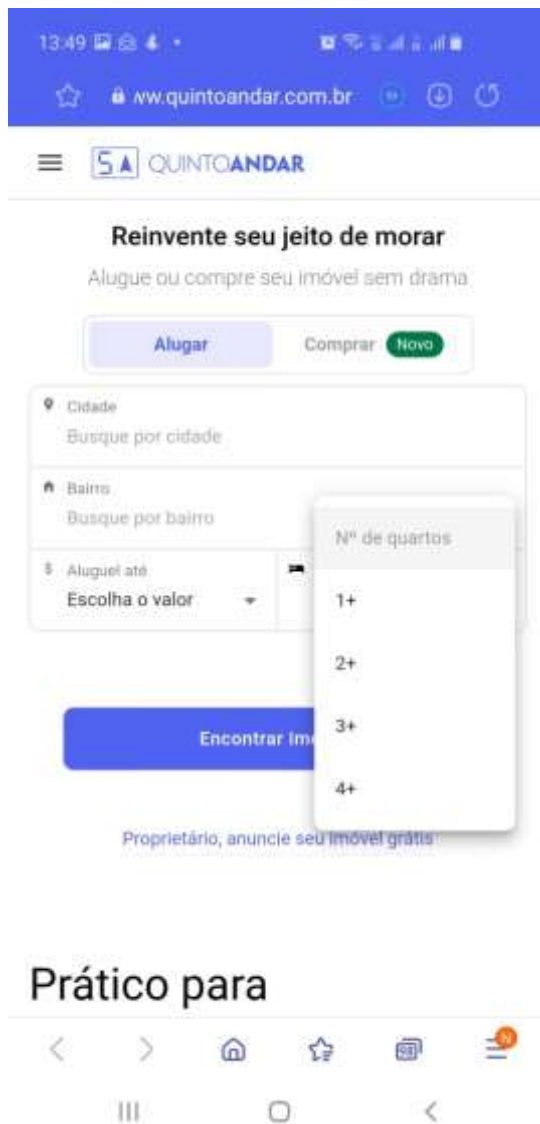 13:49
ww.quintoandar.com.br
5A QUINTOANDAR
Reinvente seu jeito de morar
Alugue ou compre seu imóvel sem drama
Alugar
Comprar Novo
Cidade
Busque por cidade
Bairro
Busque por bairro
$ Aluguel até
Escolha o valor
Nº de quartos
1+
2+
3+
4+
Encontrar
Proprietário, anuncie seu imóvel grátis
Prático para
N